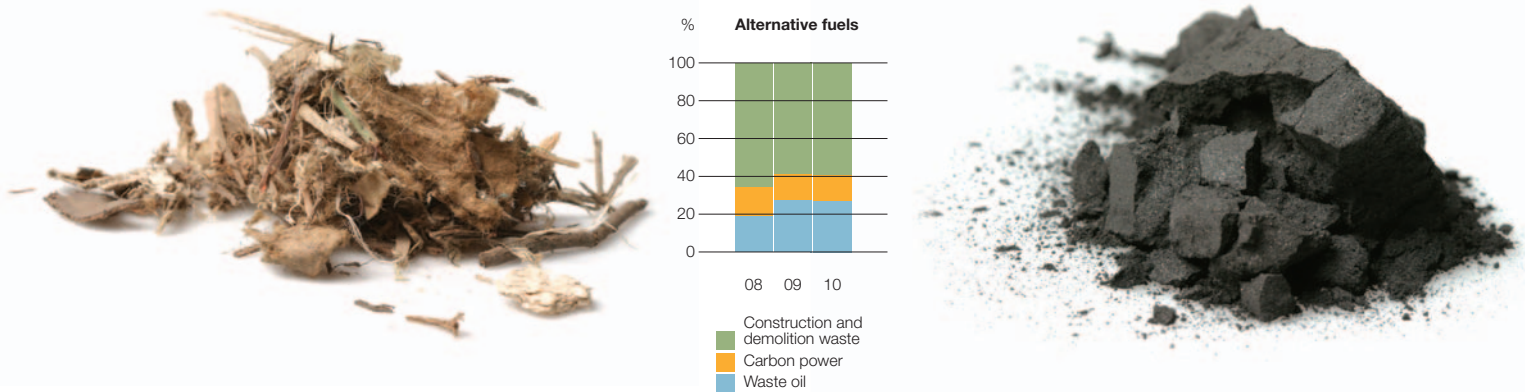 % Alternative fuels
100
80
60
40
20
0
08 09 10
Construction and
demolition waste
Carbon power
Waste oil